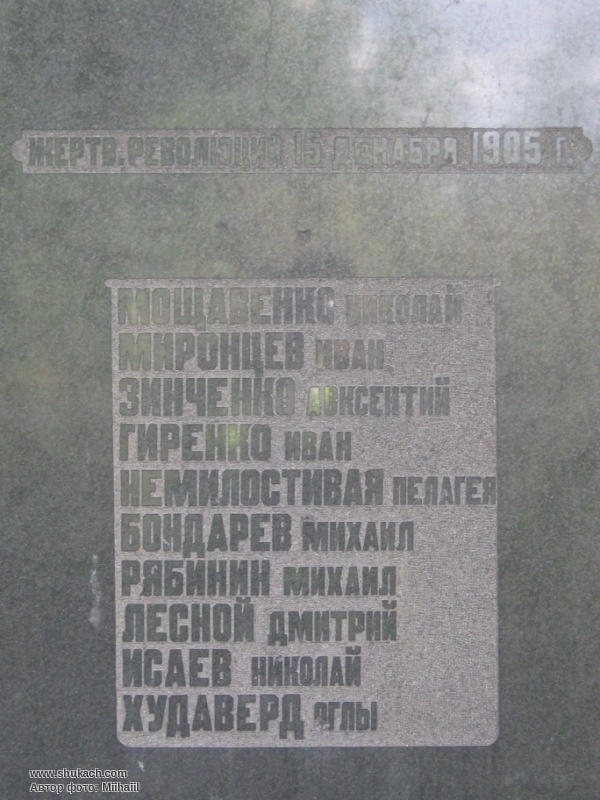 ЖЕРТВ. РЕВОЛЮЦИИ 15 ДЕКАБРЯ 1905 Г.
МОЩАВЕНКО НИКОЛАЙ
МИРОНЦЕВ ИВАН
ЗИНЧЕНКО АВКСЕНТИЙ
ГИРЕНКО ИВАН
НЕМИЛОСТИВАЯ ПЕЛАГЕЯ
БОНДАРЕВ МИХАИЛ
РЯБИНИН МИХАИЛ
ЛЕСНОЙ ДМИТРИЙ
ИСАЕВ НИКОЛАЙ
ХУДАВЕРД ОГЛЫ
www.shukach.com
Автор фото: Miihaiil